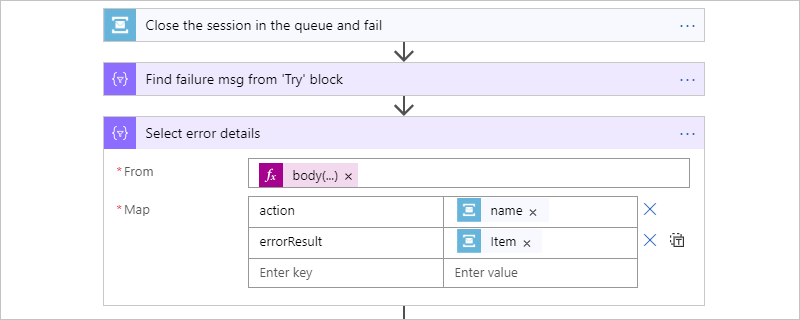 Close the session in the queue and fail ...
Find failure msg from 'Try' block ...
Select error details ...
* From fx body(...) ×
* Map action name ×
errorResult Item × T
Enter key Enter value